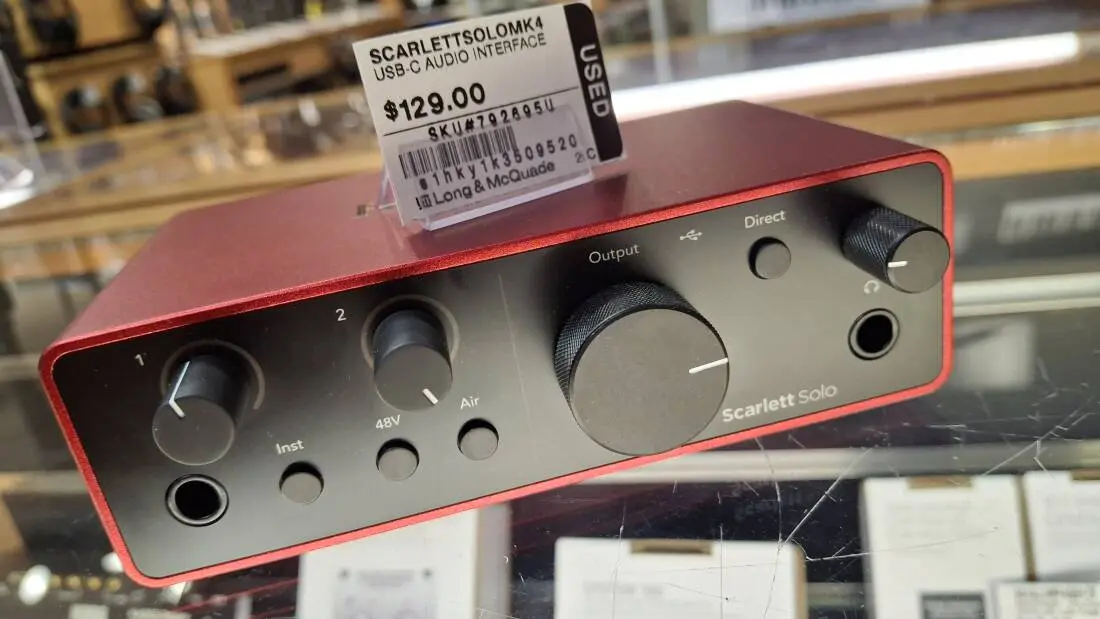 SCARLETTSOLOMK4
USB-C AUDIO INTERFACE
$129.00
SKU#792695U
Long & McQuade
USED
1
2
Inst
48V
Air
Output
Direct
Scarlett Solo